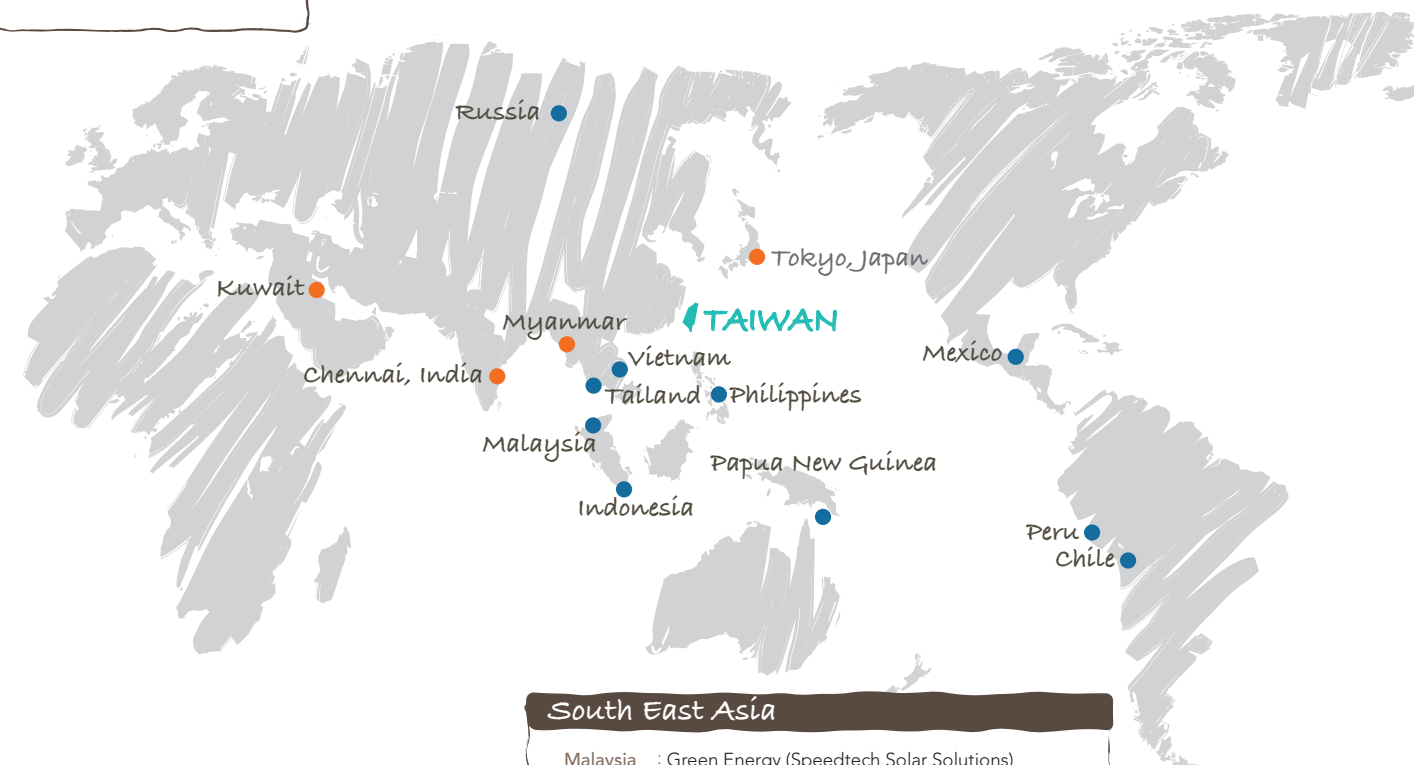 Russia
Tokyo, Japan
Kuwait
TAIWAN
Myanmar
Vietnam
Mexico
Chennai, India
Tailand
Philippines
Malaysia
Papua New Guinea
Indonesia
Peru
Chile
South East Asia
Malaysia : Green Energy (Speedtech Solar Solutions)